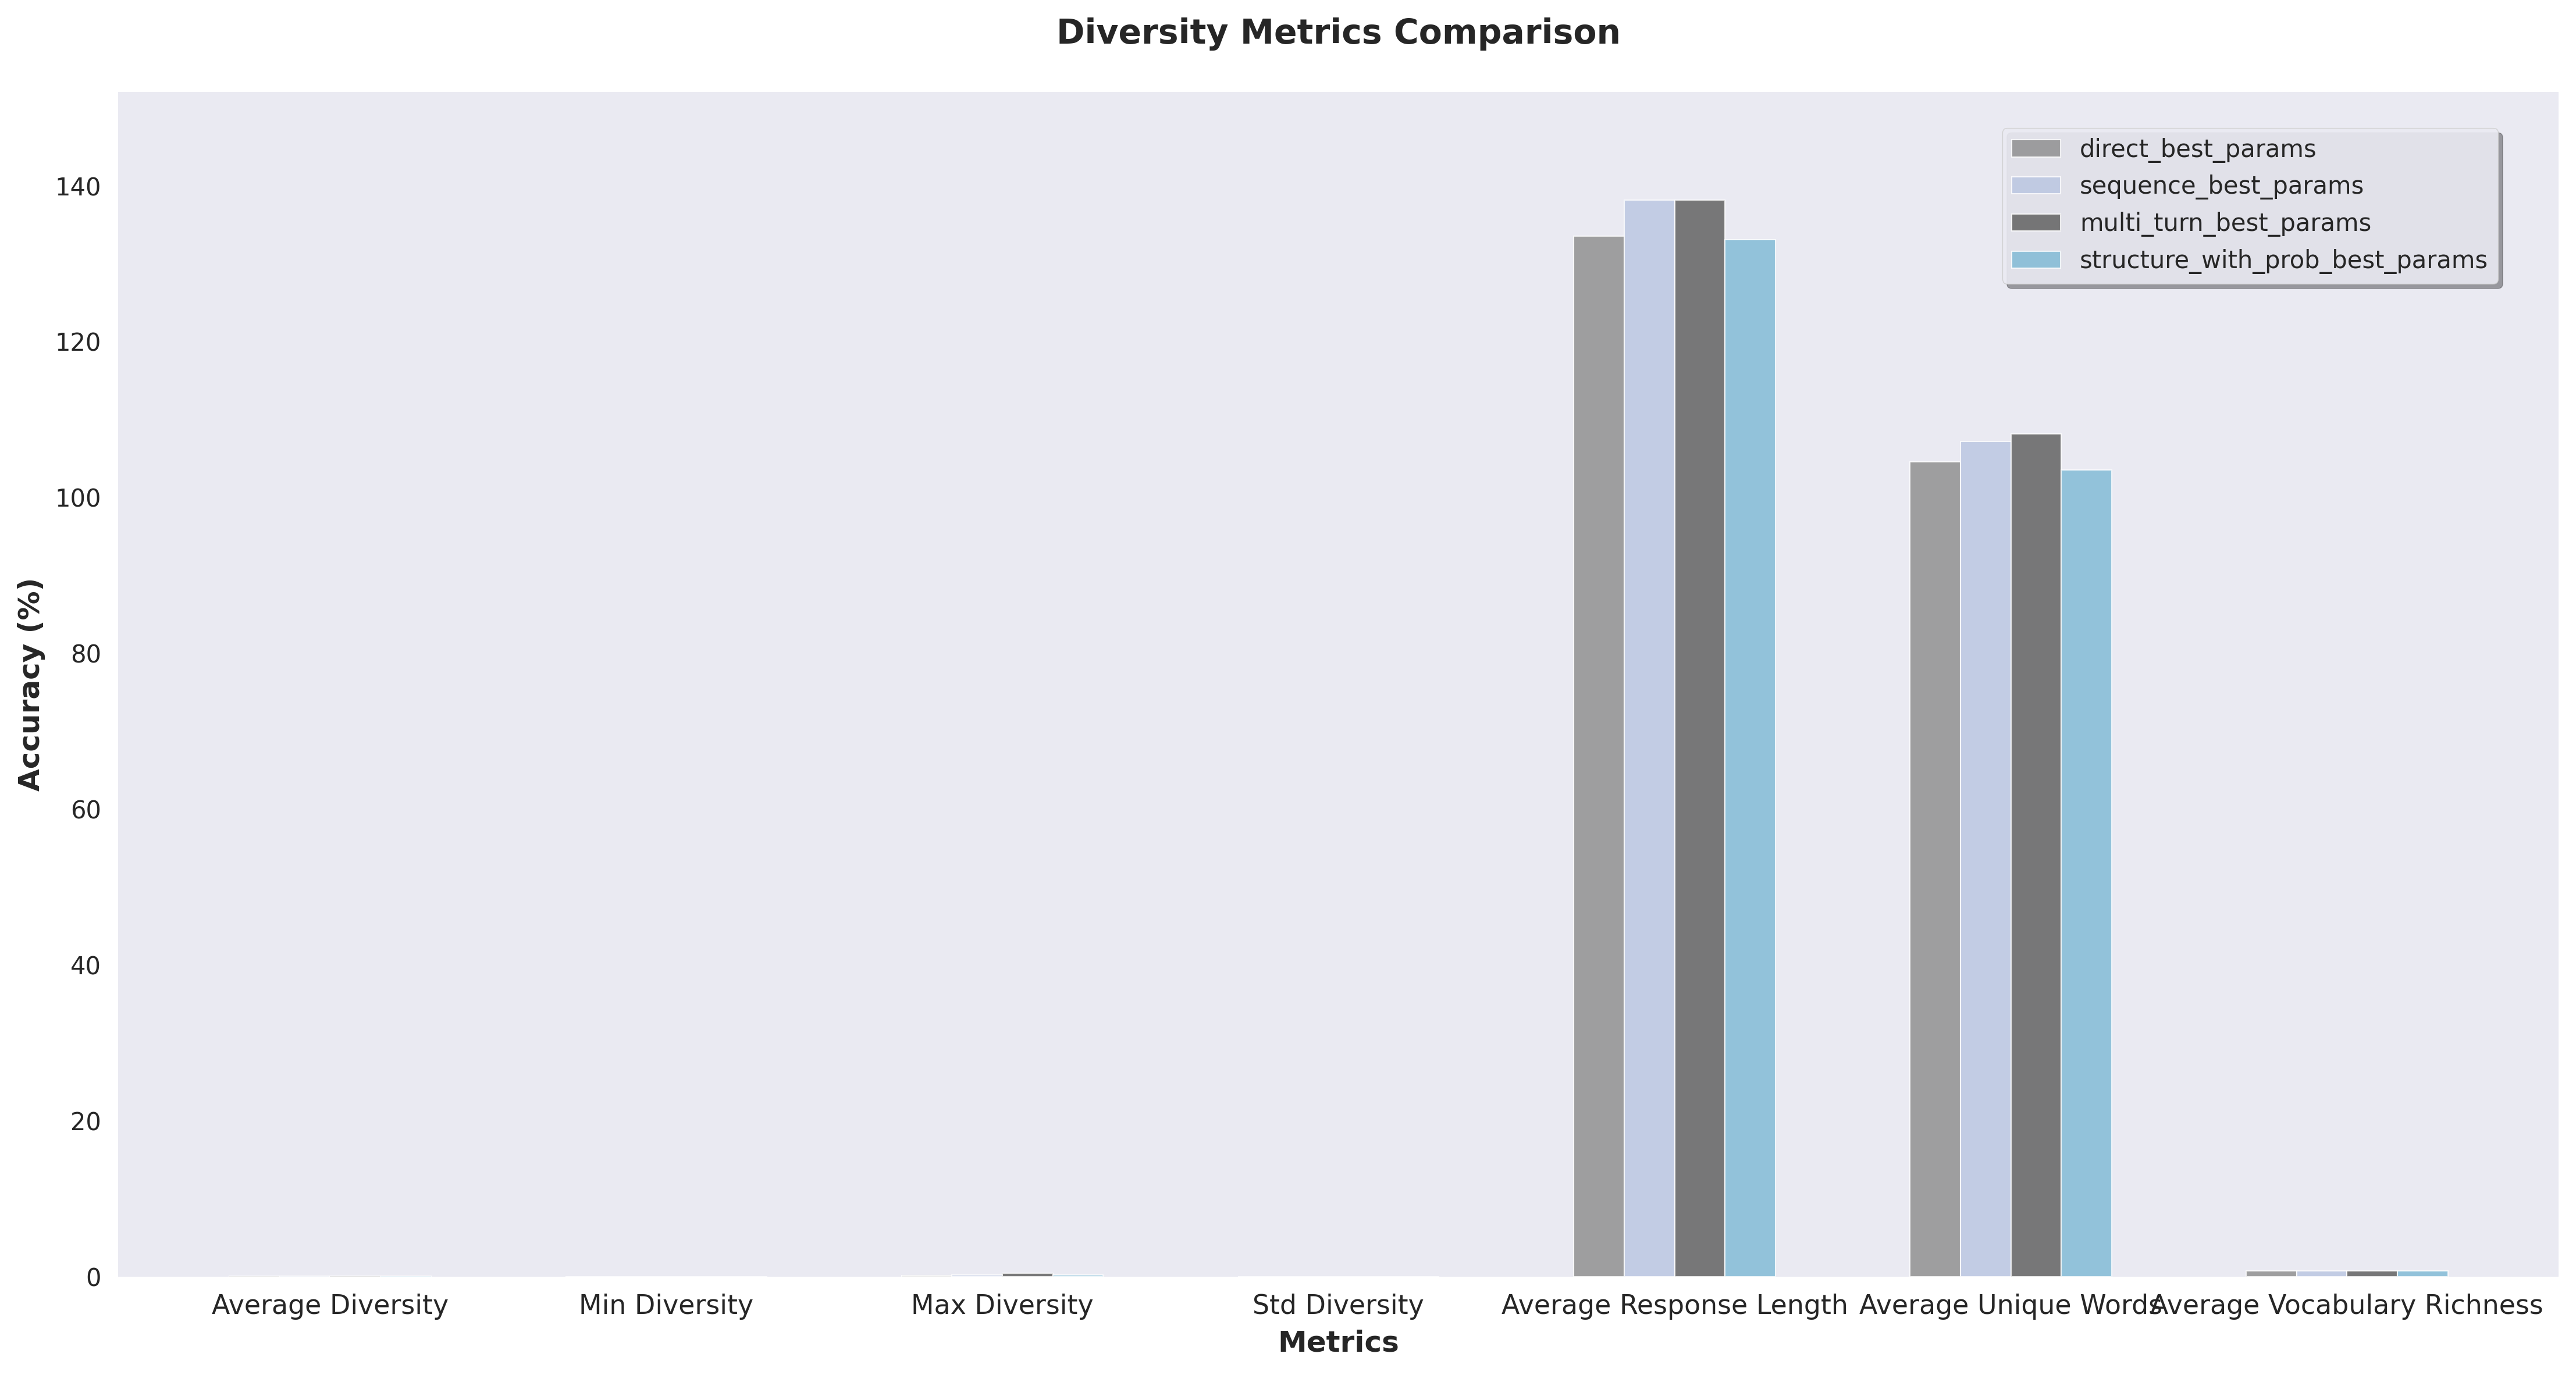 Diversity Metrics Comparison
direct_best_params
sequence_best_params
multi_turn_best_params
structure_with_prob_best_params
Accuracy (%)
140
120
100
80
60
40
20
0
Average Diversity
Min Diversity
Max Diversity
Std Diversity
Average Response Length
Average Unique Words
Average Vocabulary Richness
Metrics